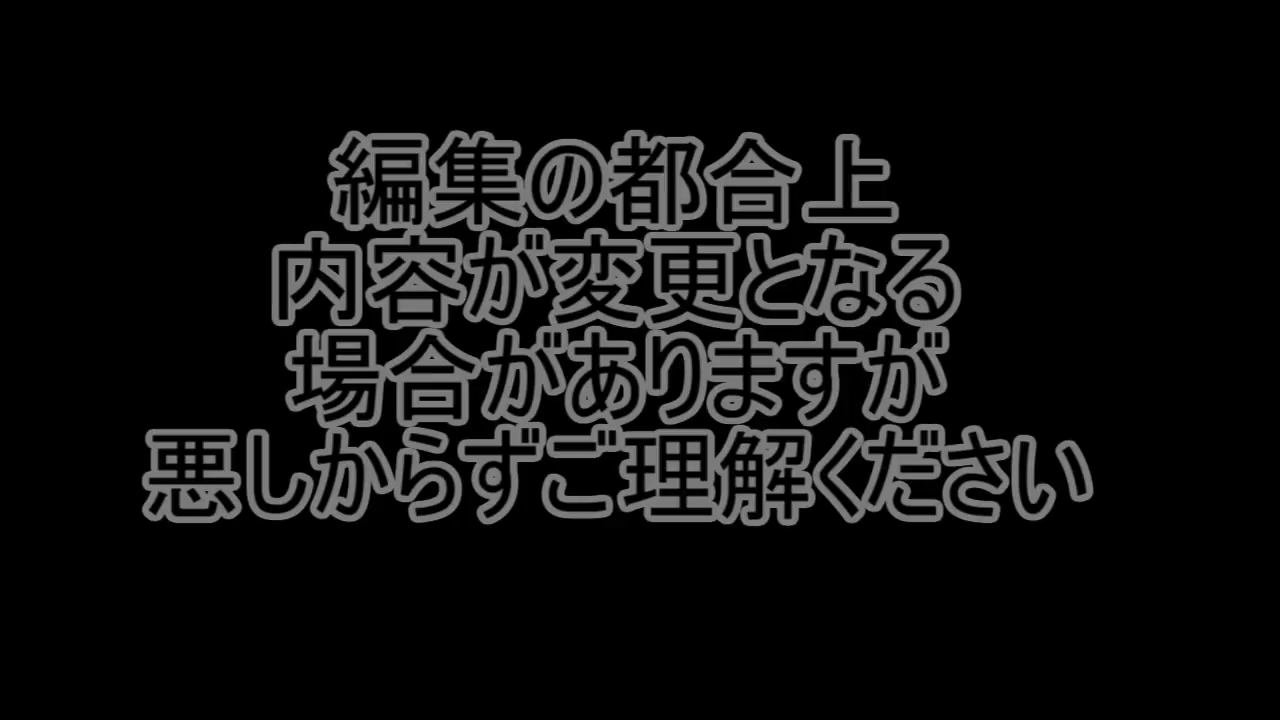 編集の都合上
内容が変更となる
場合がありますが
悪しからずご理解ください